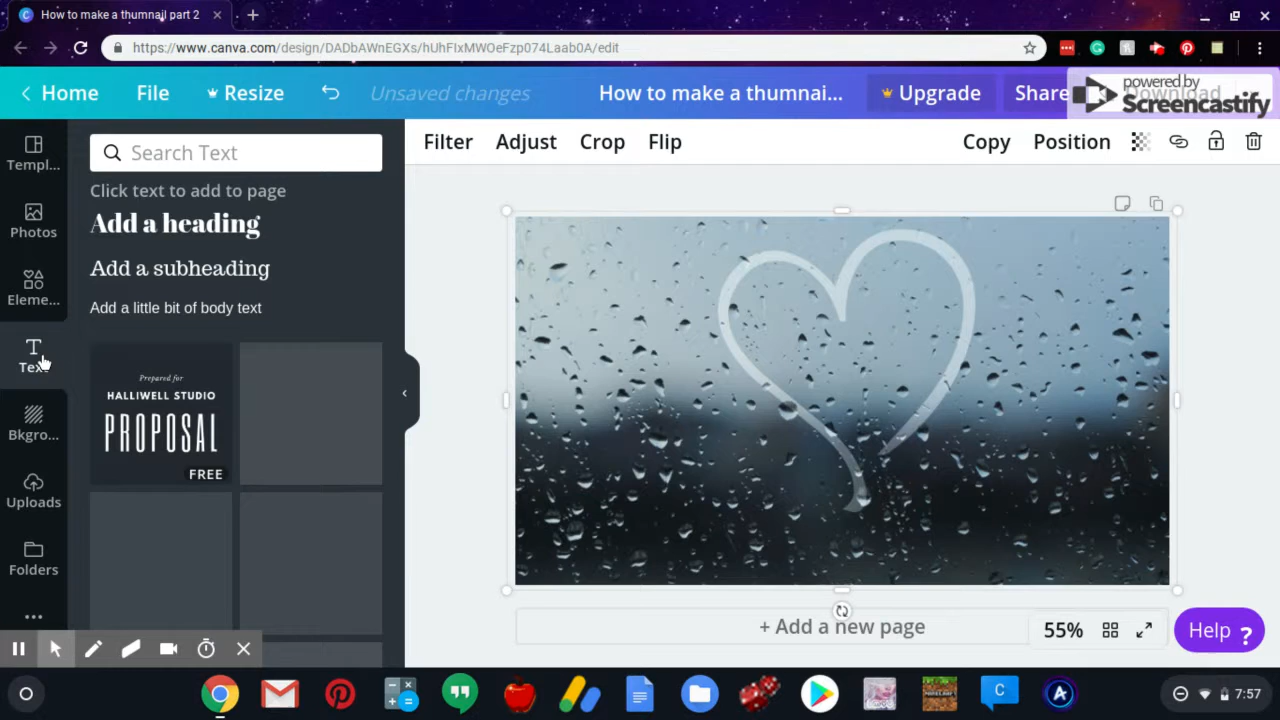 How to make a thumnail part 2
https://www.canva.com/design/DADbAWnEGXs/hUhFIxMWOeFzp074Laab0A/edit
Home File Resize Unsaved changes How to make a thumnai... Upgrade Share Download
powered by
Screencastify
Templ...
Photos
Eleme...
Text
Bkgro...
Uploads
Folders
Search Text
Click text to add to page
Add a heading
Add a subheading
Add a little bit of body text
Prepared for
HALLIWELL STUDIO
PROPOSAL
FREE
Filter Adjust Crop Flip Copy Position
+ Add a new page
55%
Help ?
7:57